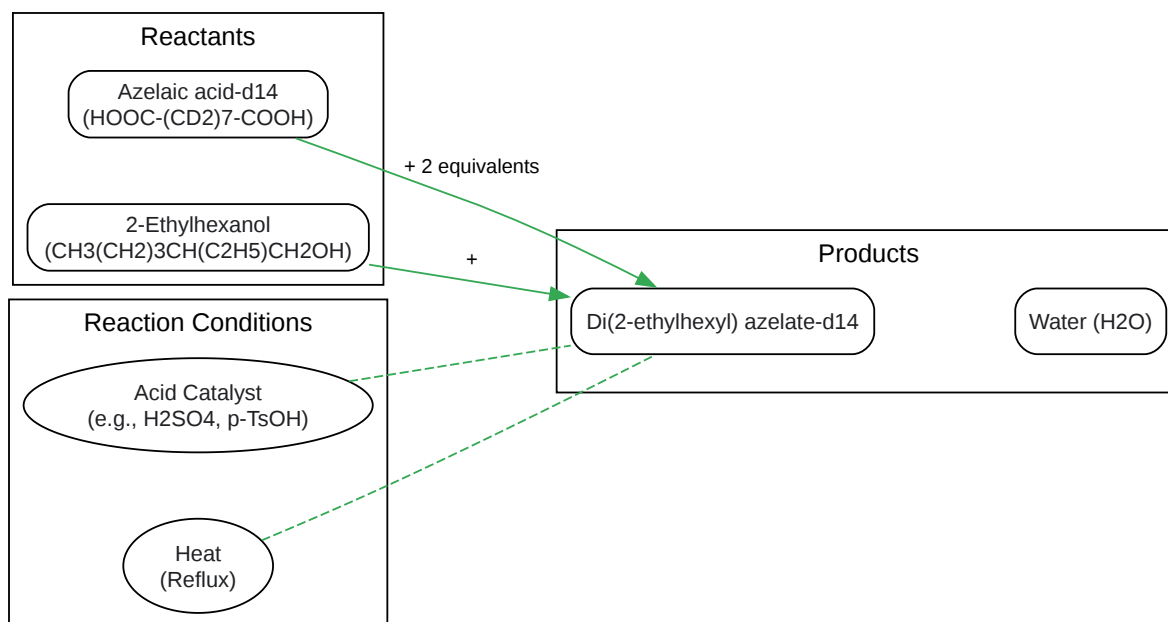 Reactants
Azelaic acid-d14
(HOOC-(CD2)7-COOH)
+ 2 equivalents
2-Ethylhexanol
(CH3(CH2)3CH(C2H5)CH2OH)
+
Products
Di(2-ethylhexyl) azelate-d14
Water (H2O)
Reaction Conditions
Acid Catalyst
(e.g., H2SO4, p-TsOH)
Heat
(Reflux)